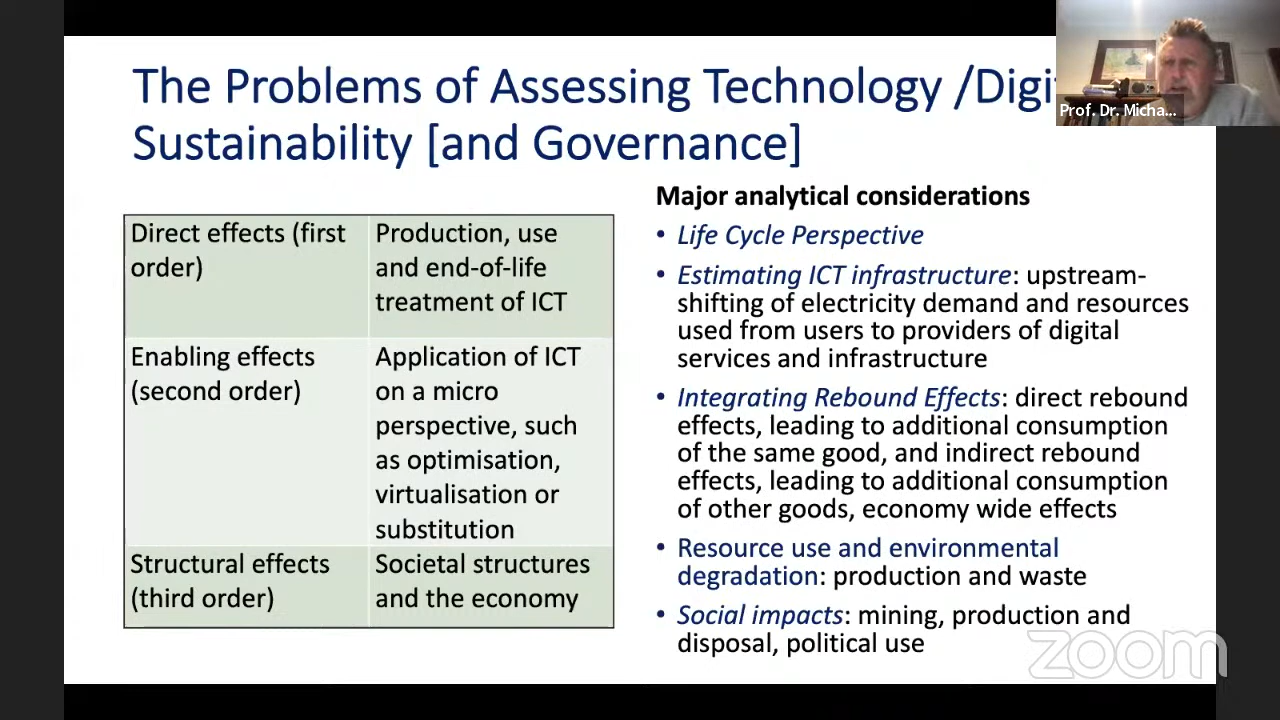 The Problems of Assessing Technology /Digi
Sustainability [and Governance]
Prof. Dr. Micha...
Direct effects (first
order)
Production, use
and end-of-life
treatment of ICT
Enabling effects
(second order)
Application of ICT
on a micro
perspective, such
as optimisation,
virtualisation or
substitution
Structural effects
(third order)
Societal structures
and the economy
Major analytical considerations
• Life Cycle Perspective
• Estimating ICT infrastructure: upstream-
shifting of electricity demand and resources
used from users to providers of digital
services and infrastructure
• Integrating Rebound Effects: direct rebound
effects, leading to additional consumption
of the same good, and indirect rebound
effects, leading to additional consumption
of other goods, economy wide effects
• Resource use and environmental
degradation: production and waste
• Social impacts: mining, production and
disposal, political use
zoom